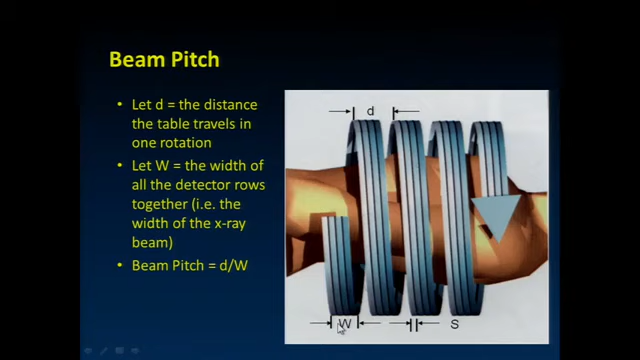 Beam Pitch
• Let d = the distance
the table travels in
one rotation
• Let W = the width of
all the detector rows
together (i.e. the
width of the x-ray
beam)
• Beam Pitch = d/W
d
W
S